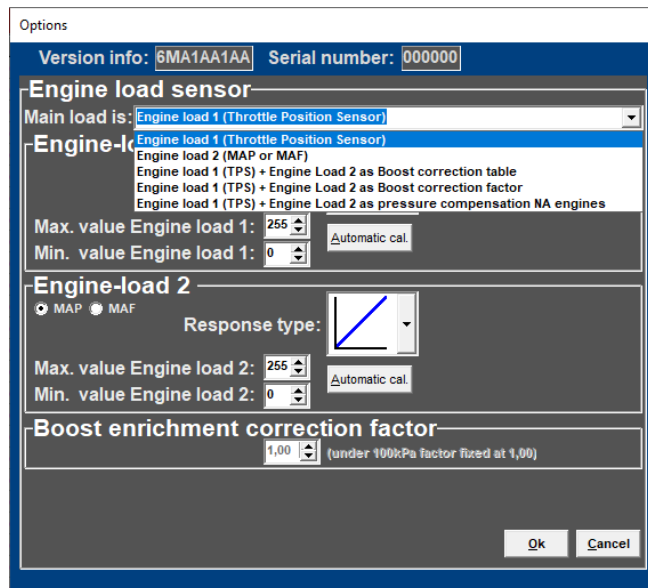 Options
Version info: 6MA1AA1AA Serial number: 000000
Engine load sensor
Main load is: Engine load 1 (Throttle Position Sensor)
Engine load 1 (Throttle Position Sensor)
Engine load 2 (MAP or MAF)
Engine load 1 (TPS) + Engine Load 2 as Boost correction table
Engine load 1 (TPS) + Engine Load 2 as Boost correction factor
Engine load 1 (TPS) + Engine Load 2 as pressure compensation NA engines
Max. value Engine load 1: 255
Automatic cal.
Min. value Engine load 1: 0
Engine-load 2
MAP MAF
Response type:
Max. value Engine load 2: 255
Automatic cal.
Min. value Engine load 2: 0
Boost enrichment correction factor
1,00 (under 100kPa factor fixed at 1,00)
Ok Cancel